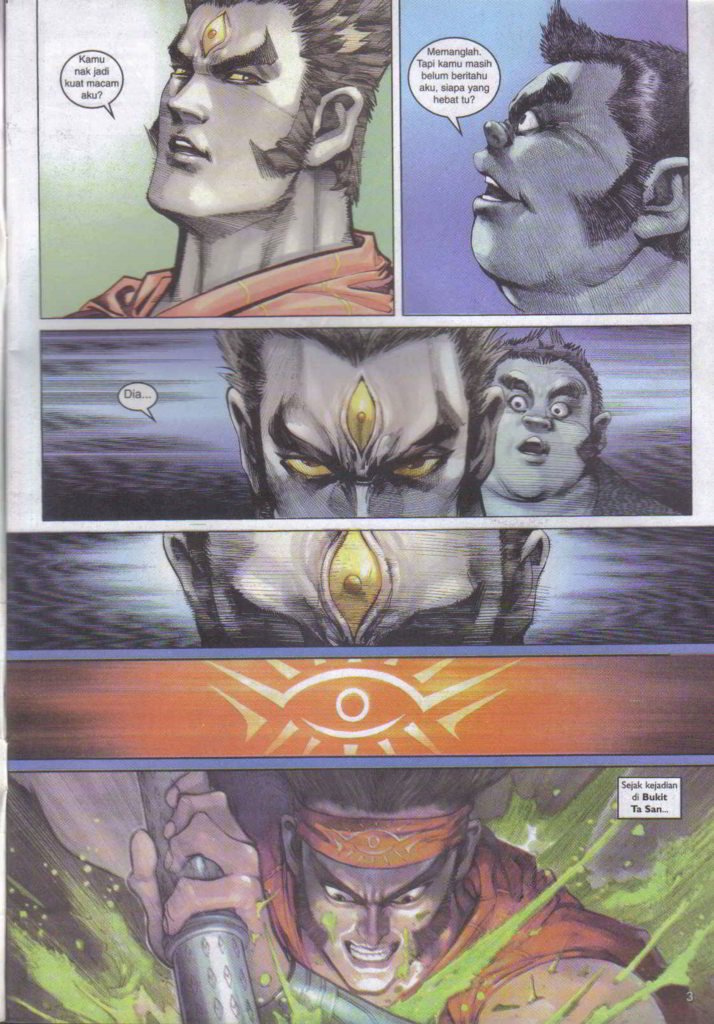 Kamu
nak jadi
kuat macam
aku?
Memanglah.
Tapi kamu masih
belum beritahu
aku, siapa yang
hebat tu?
Dia...
Sejak kejadian
di Bukit
Ta San...
3